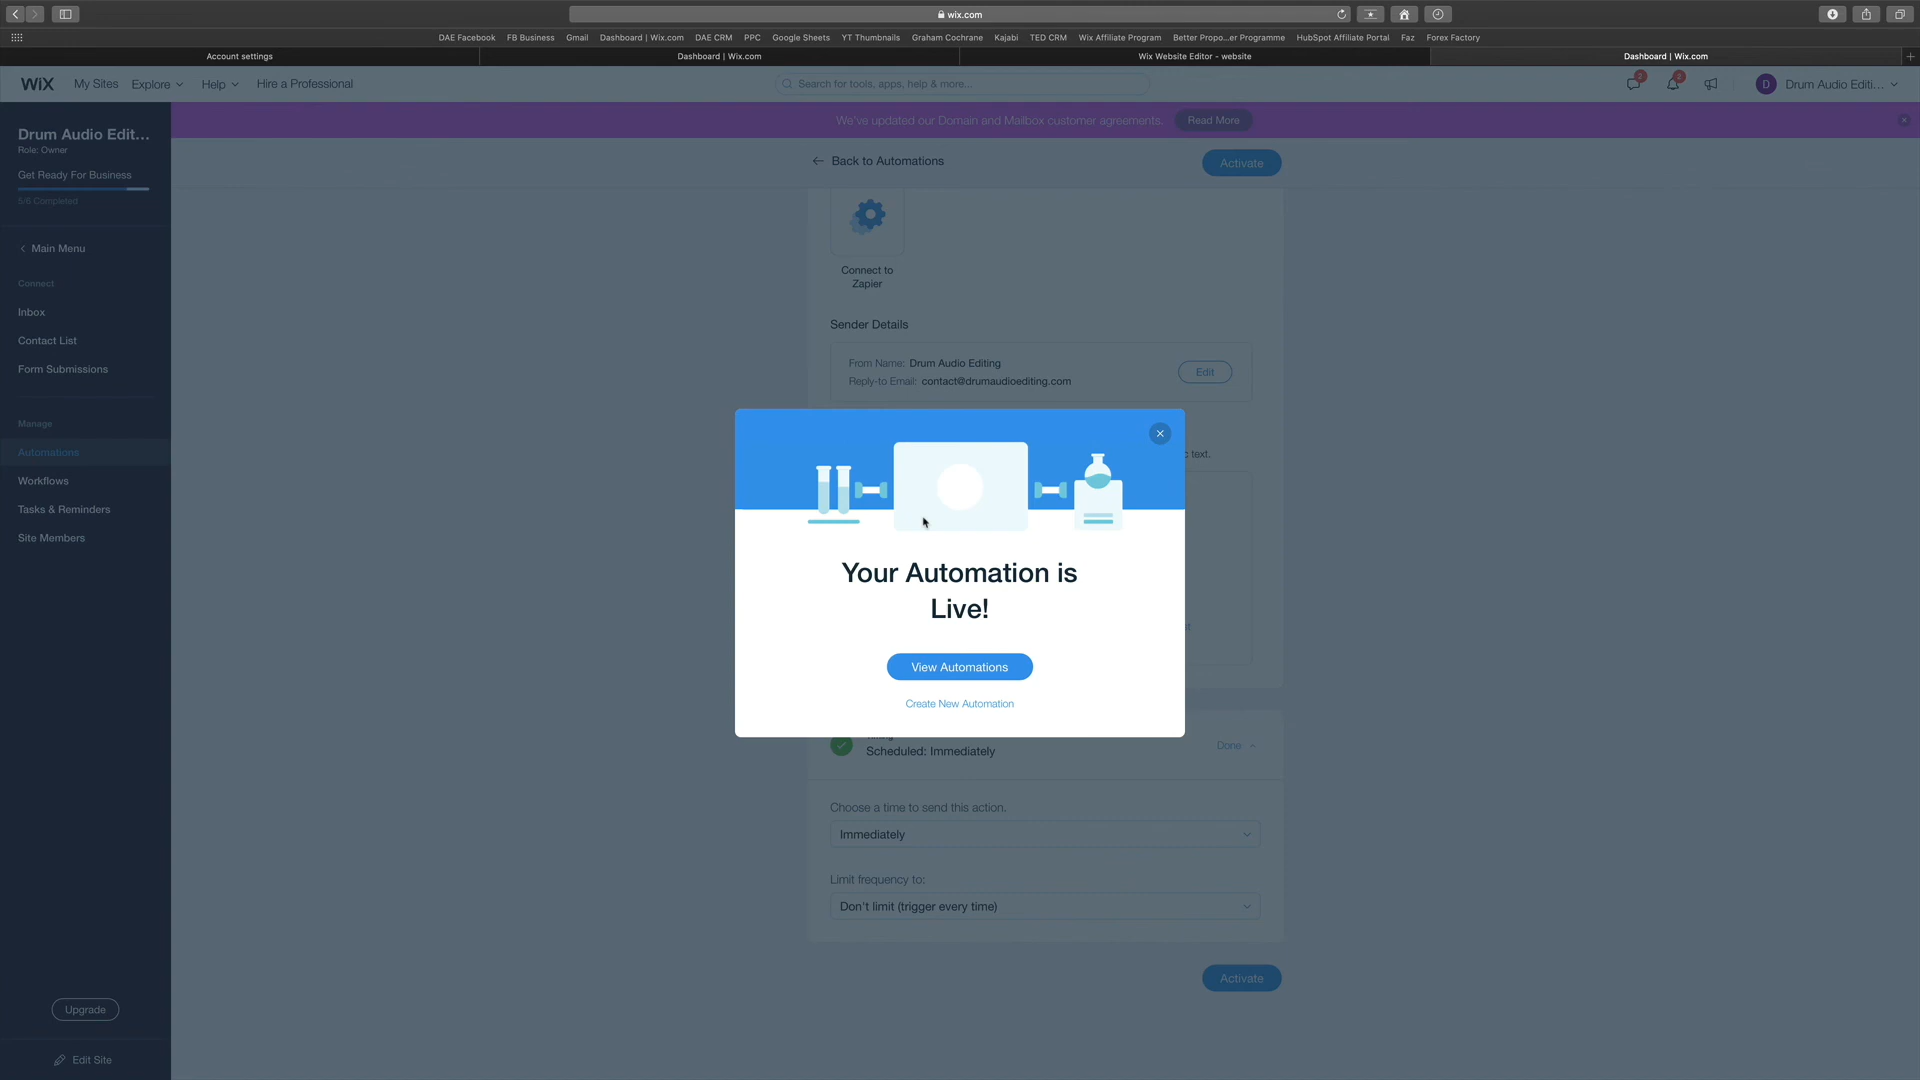 wix.com
DAE Facebook FB Business Gmail Dashboard | Wix.com DAE CRM PPC Google Sheets YT Thumbnails Graham Cochrane Kajabi TED CRM Wix Affiliate Program Better Propo...er Programme HubSpot Affiliate Portal Faz Forex Factory
Account settings Dashboard | Wix.com Wix Website Editor - website Dashboard | Wix.com
WiX My Sites Explore Help Hire a Professional Search for tools, apps, help & more... 2 2 D Drum Audio Editi...
We've updated our Domain and Mailbox customer agreements. Read More
Drum Audio Edit...
Role: Owner
Get Ready For Business
5/6 Completed
Main Menu
Connect
Inbox
Contact List
Form Submissions
Manage
Automations
Workflows
Tasks & Reminders
Site Members
Upgrade
Edit Site
Back to Automations Activate
Connect to
Zapier
Sender Details
From Name: Drum Audio Editing
Reply-to Email: contact@drumaudioediting.com
Edit
text.
Your Automation is
Live!
View Automations
Create New Automation
Scheduled: Immediately
Done
Choose a time to send this action.
Immediately
Limit frequency to:
Don't limit (trigger every time)
Activate